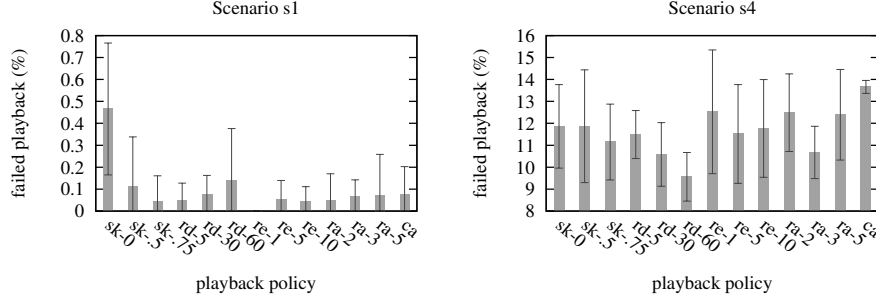 Scenario s1
failed playback (%)
0.8
0.7
0.6
0.5
0.4
0.3
0.2
0.1
0
sk-0
sk-.5
sk-.75
rd-5
rd-30
rd-60
re-1
re-5
re-10
ra-2
ra-3
ra-5
ca
playback policy
Scenario s4
failed playback (%)
16
15
14
13
12
11
10
9
8
sk-0
sk-.5
sk-.75
rd-5
rd-30
rd-60
re-1
re-5
re-10
ra-2
ra-3
ra-5
ca
playback policy